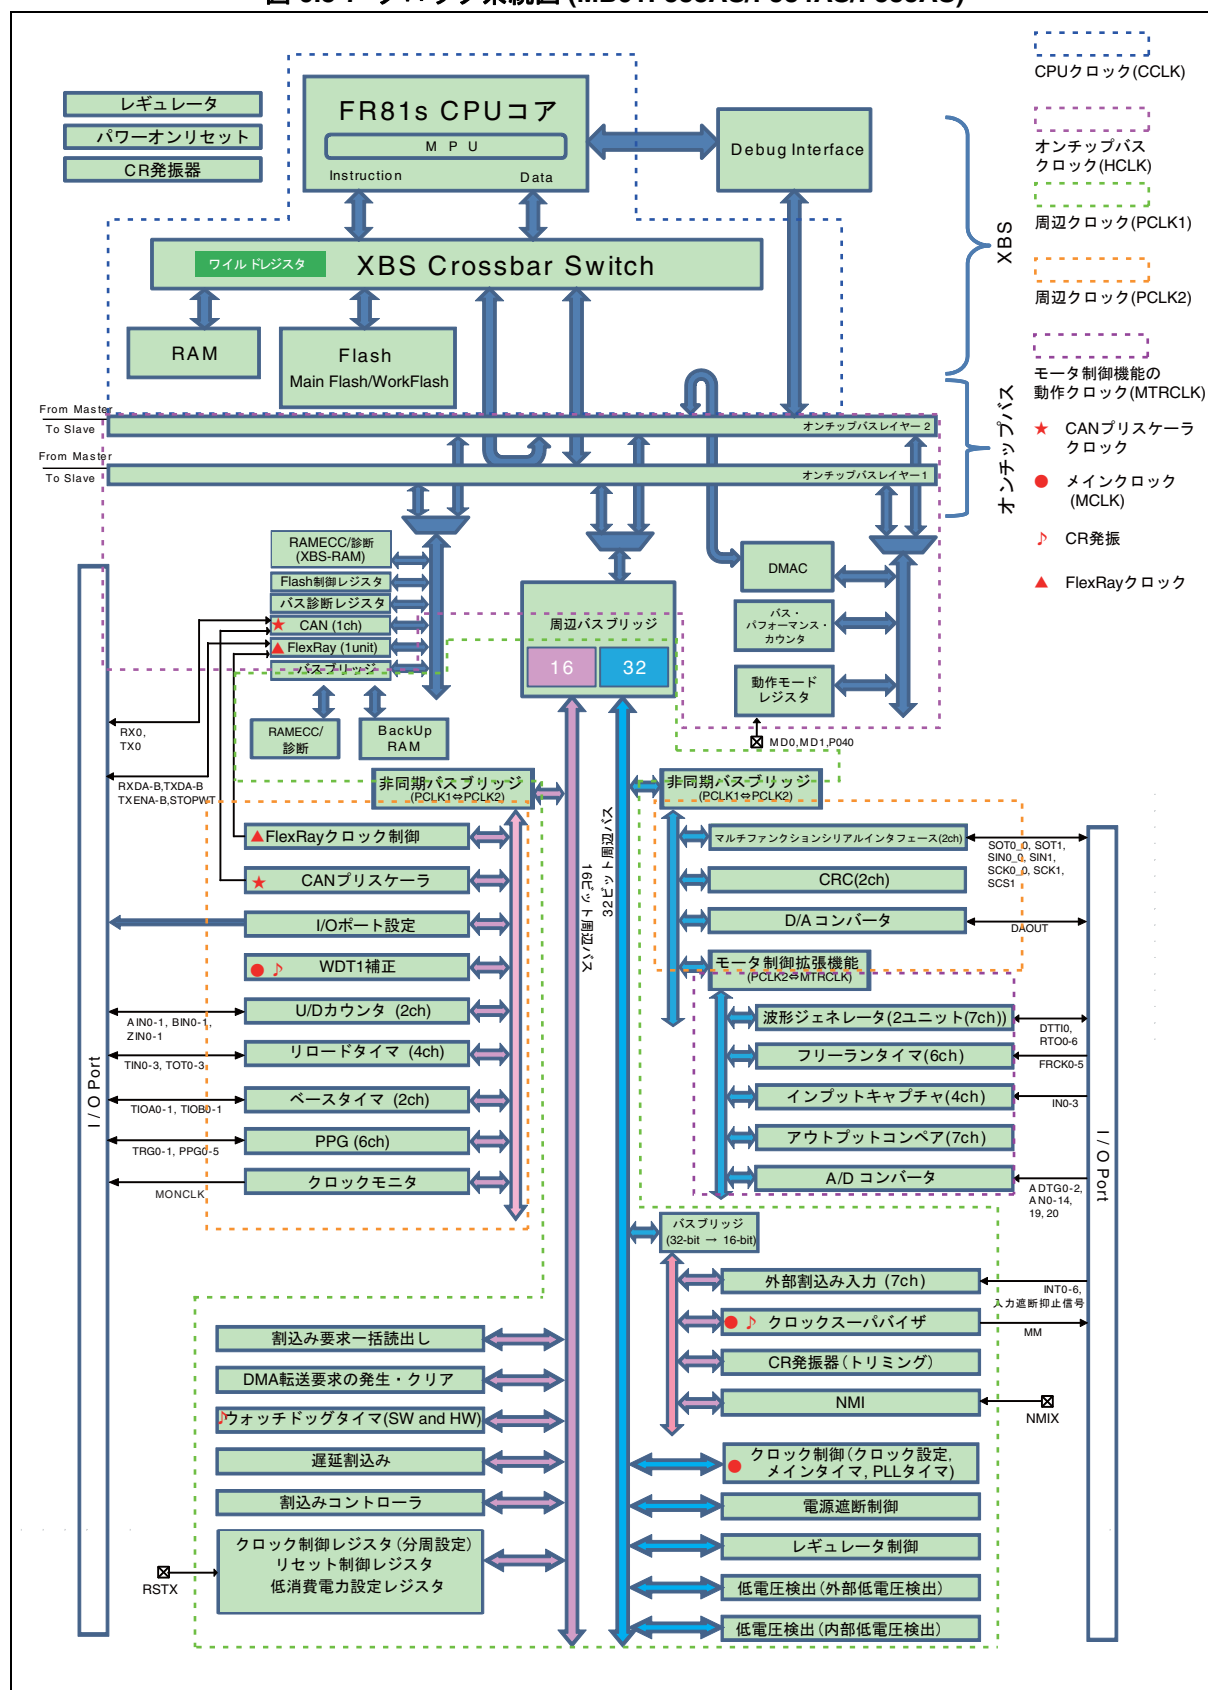 レギュレータ
パワーオンリセット
CR発振器
FR81s CPUコア
M P U
Instruction
Data
Debug Interface
ワイルドレジスタ
XBS Crossbar Switch
RAM
Flash
Main Flash/WorkFlash
XBS
オンチップバス
CPUクロック(CCLK)
オンチップバス
クロック(HCLK)
周辺クロック(PCLK1)
周辺クロック(PCLK2)
モータ制御機能の
動作クロック(MTRCLK)
★ CANプリスケーラ
クロック
● メインクロック
(MCLK)
♪ CR発振
▲ FlexRayクロック
From Master
To Slave
オンチップバスレイヤー2
From Master
To Slave
オンチップバスレイヤー1
RAMECC/診断
(XBS-RAM)
Flash制御レジスタ
バス診断レジスタ
★ CAN (1ch)
▲ FlexRay (1unit)
バスブリッジ
RAMECC/
診断
BackUp
RAM
周辺バスブリッジ
16
32
DMAC
バス・
パフォーマンス・
カウンタ
動作モード
レジスタ
MD0,MD1,P040
RX0,
TX0
RXDA-B,TXDA-B
TXENA-B,STOPWT
非同期バスブリッジ
(PCLK1⇔PCLK2)
▲FlexRayクロック制御
★ CANプリスケーラ
I/Oポート設定
● ♪ WDT1補正
U/Dカウンタ (2ch)
AIN0-1, BIN0-1,
ZIN0-1
リロードタイマ (4ch)
TIN0-3, TOT0-3
ベースタイマ (2ch)
TIOA0-1, TIOB0-1
PPG (6ch)
TRG0-1, PPG0-5
クロックモニタ
MONCLK
I/O Port
16ビット周辺バス
32ビット周辺バス
非同期バスブリッジ
(PCLK1⇔PCLK2)
マルチファンクションシリアルインタフェース(2ch)
SOT0_0, SOT1,
SIN0_0, SIN1,
SCK0_0, SCK1,
SCS1
CRC(2ch)
D/Aコンバータ
DAOUT
モータ制御拡張機能
(PCLK2⇔MTRCLK)
波形ジェネレータ(2ユニット(7ch))
DTTI0,
RTO0-6
フリーランタイマ(6ch)
FRCK0-5
インプットキャプチャ(4ch)
IN0-3
アウトプットコンペア(7ch)
A/Dコンバータ
ADTG0-2,
AN0-14,
19, 20
I/O Port
バスブリッジ
(32-bit → 16-bit)
外部割込み入力 (7ch)
INT0-6,
入力遮断抑止信号
● ♪ クロックスーパバイザ
MM
CR発振器(トリミング)
NMI
NMIX
● クロック制御(クロック設定,
メインタイマ, PLLタイマ)
電源遮断制御
レギュレータ制御
低電圧検出(外部低電圧検出)
低電圧検出(内部低電圧検出)
割込み要求一括読出し
DMA転送要求の発生・クリア
♪ウォッチドッグタイマ(SW and HW)
遅延割込み
割込みコントローラ
クロック制御レジスタ(分周設定)
リセット制御レジスタ
低消費電力設定レジスタ
RSTX